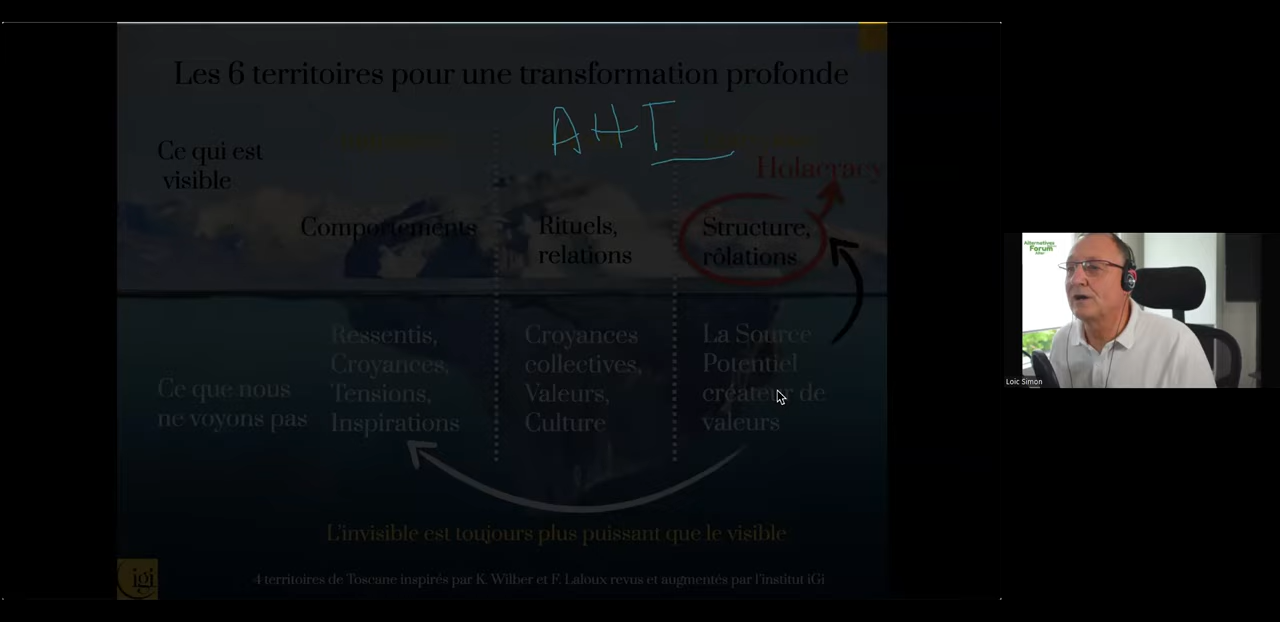 Les 6 territoires pour une transformation profonde
AHT
Ce qui est
visible
Holacracy
Comportements
Rituels,
relations
Structure,
rôlations
Ressentis,
Croyances,
Tensions,
Inspirations
Croyances
collectives,
Valeurs,
Culture
La Source
Potentiel
créateur de
valeurs
Ce que nous
ne voyons pas
L'invisible est toujours plus puissant que le visible
igi
4 territoires de Toscane inspirés par K. Wilber et F. Laloux revus et augmentés par l'institut iGi
Alternatives
Forum
Loic Simon